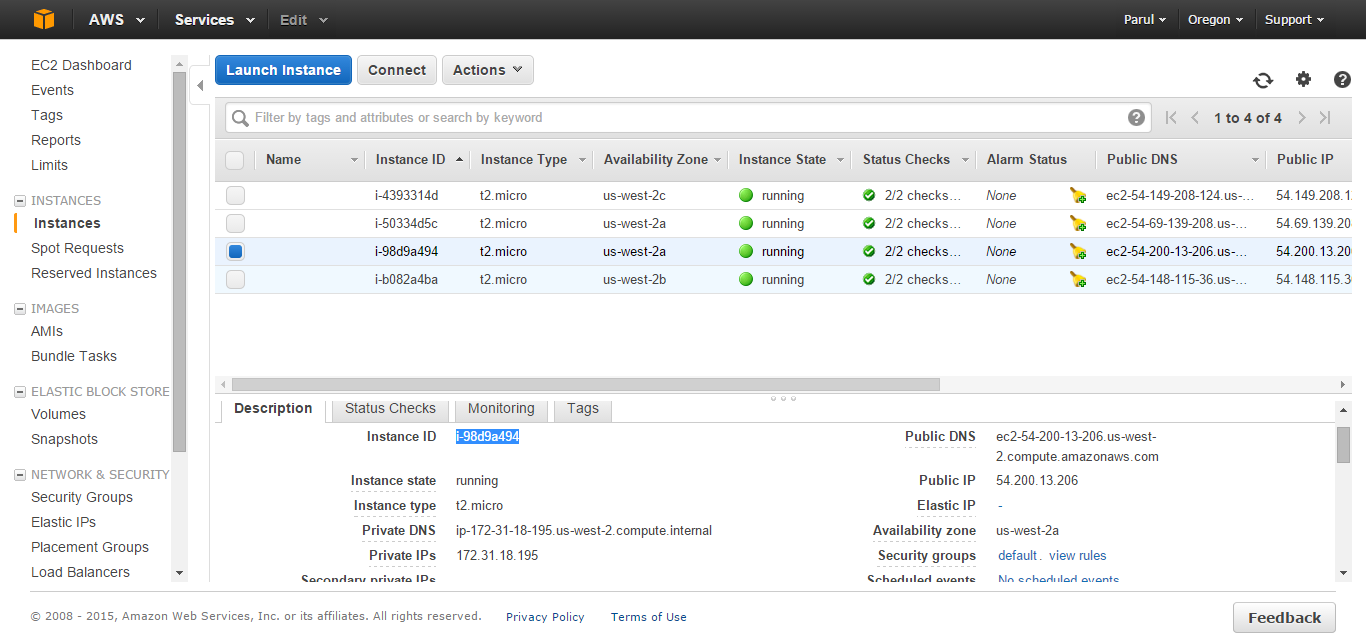 AWS Services Edit Parul Oregon Support
EC2 Dashboard
Events
Tags
Reports
Limits
INSTANCES
Instances
Spot Requests
Reserved Instances
IMAGES
AMIs
Bundle Tasks
ELASTIC BLOCK STORE
Volumes
Snapshots
NETWORK & SECURITY
Security Groups
Elastic IPs
Placement Groups
Load Balancers
Launch Instance Connect Actions
Filter by tags and attributes or search by keyword
1 to 4 of 4
Name Instance ID Instance Type Availability Zone Instance State Status Checks Alarm Status Public DNS Public IP
i-4393314d t2.micro us-west-2c running 2/2 checks... None ec2-54-149-208-124.us-... 54.149.208.1
i-50334d5c t2.micro us-west-2a running 2/2 checks... None ec2-54-69-139-208.us-... 54.69.139.20
i-98d9a494 t2.micro us-west-2a running 2/2 checks... None ec2-54-200-13-206.us-... 54.200.13.20
i-b082a4ba t2.micro us-west-2b running 2/2 checks... None ec2-54-148-115-36.us-... 54.148.115.3
Description Status Checks Monitoring Tags
Instance ID i-98d9a494 Public DNS ec2-54-200-13-206.us-west-
2.compute.amazonaws.com
Instance state running Public IP 54.200.13.206
Instance type t2.micro Elastic IP -
Private DNS ip-172-31-18-195.us-west-2.compute.internal Availability zone us-west-2a
Private IPs 172.31.18.195 Security groups default. view rules
Secondary private IPs Scheduled events No scheduled events
© 2008 - 2015, Amazon Web Services, Inc. or its affiliates. All rights reserved. Privacy Policy Terms of Use Feedback